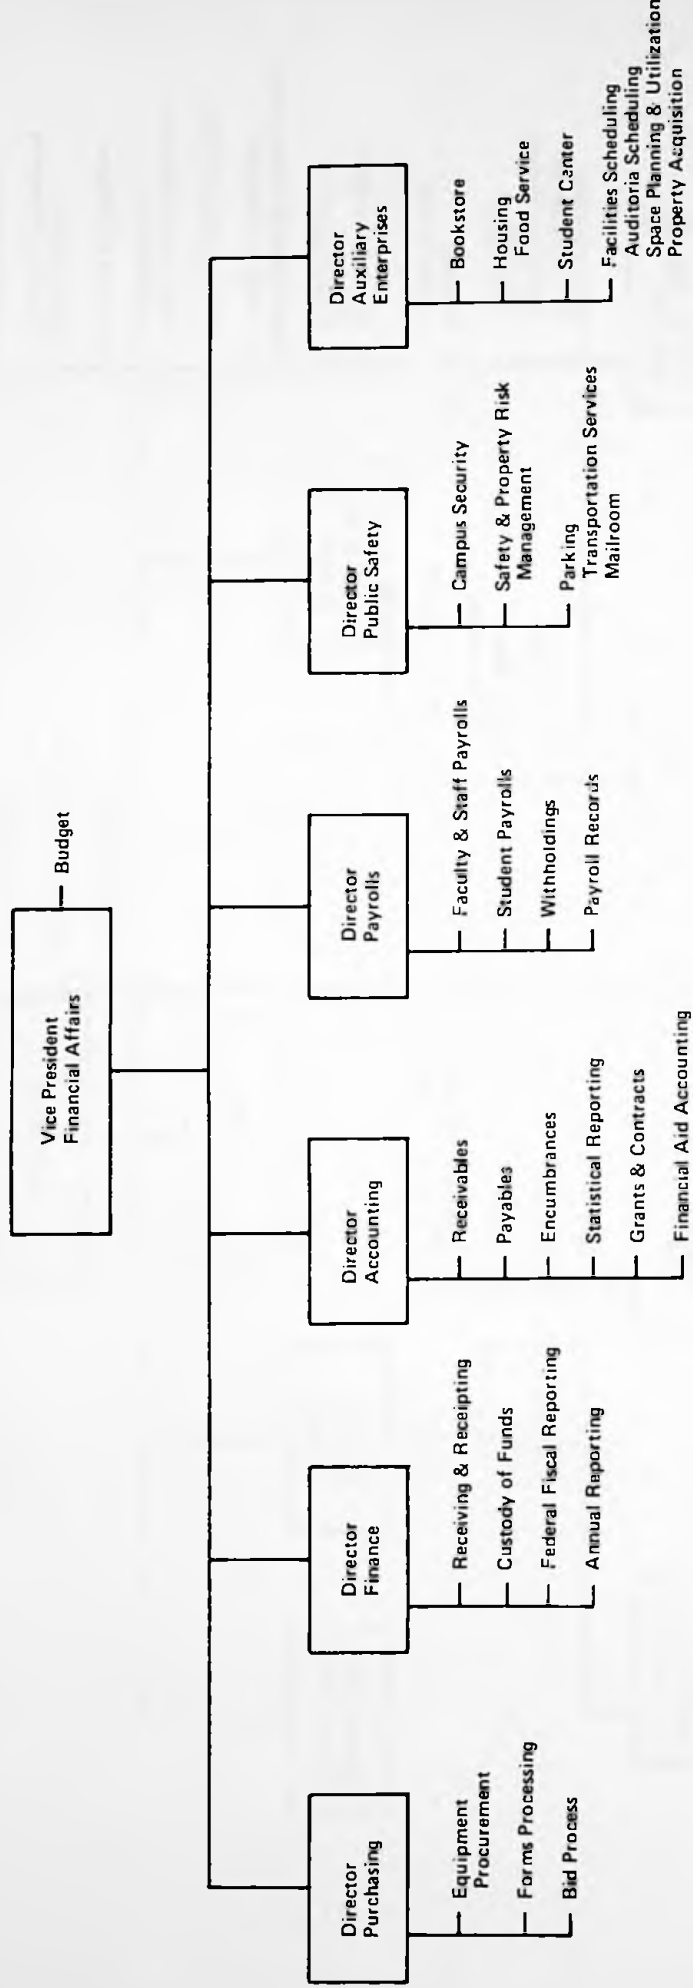 Vice President
Financial Affairs
Budget
Director
Purchasing
Equipment
Procurement
Forms Processing
Bid Process
Director
Finance
Receiving & Receipting
Custody of Funds
Federal Fiscal Reporting
Annual Reporting
Director
Accounting
Receivables
Payables
Encumbrances
Statistical Reporting
Grants & Contracts
Financial Aid Accounting
Director
Payrolls
Faculty & Staff Payrolls
Student Payrolls
Withholdings
Payroll Records
Director
Public Safety
Campus Security
Safety & Property Risk
Management
Parking
Transportation Services
Mailroom
Director
Auxiliary
Enterprises
Bookstore
Housing
Food Service
Student Center
Facilities Scheduling
Auditoria Scheduling
Space Planning & Utilization
Property Acquisition